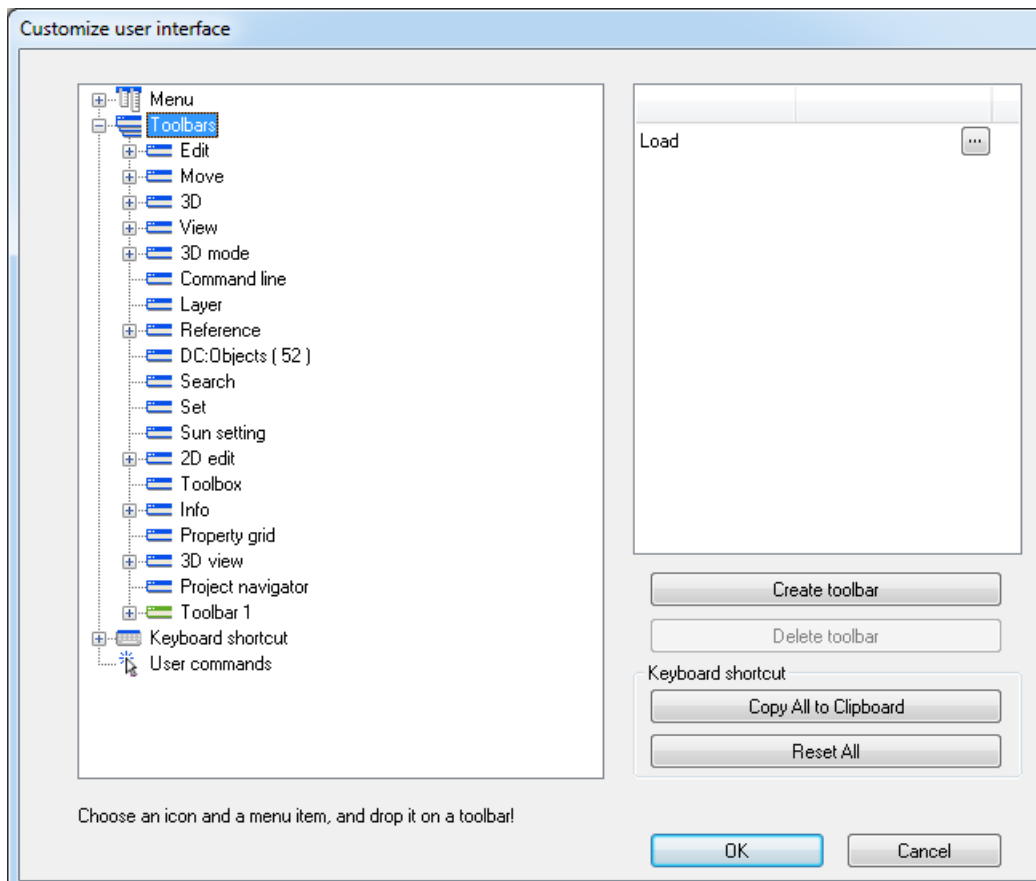 Customize user interface
Menu
Toolbars
Edit
Move
3D
View
3D mode
Command line
Layer
Reference
DC:Objects ( 52 )
Search
Set
Sun setting
2D edit
Toolbox
Info
Property grid
3D view
Project navigator
Toolbar 1
Keyboard shortcut
User commands
Load
...
Create toolbar
Delete toolbar
Keyboard shortcut
Copy All to Clipboard
Reset All
Choose an icon and a menu item, and drop it on a toolbar!
OK
Cancel